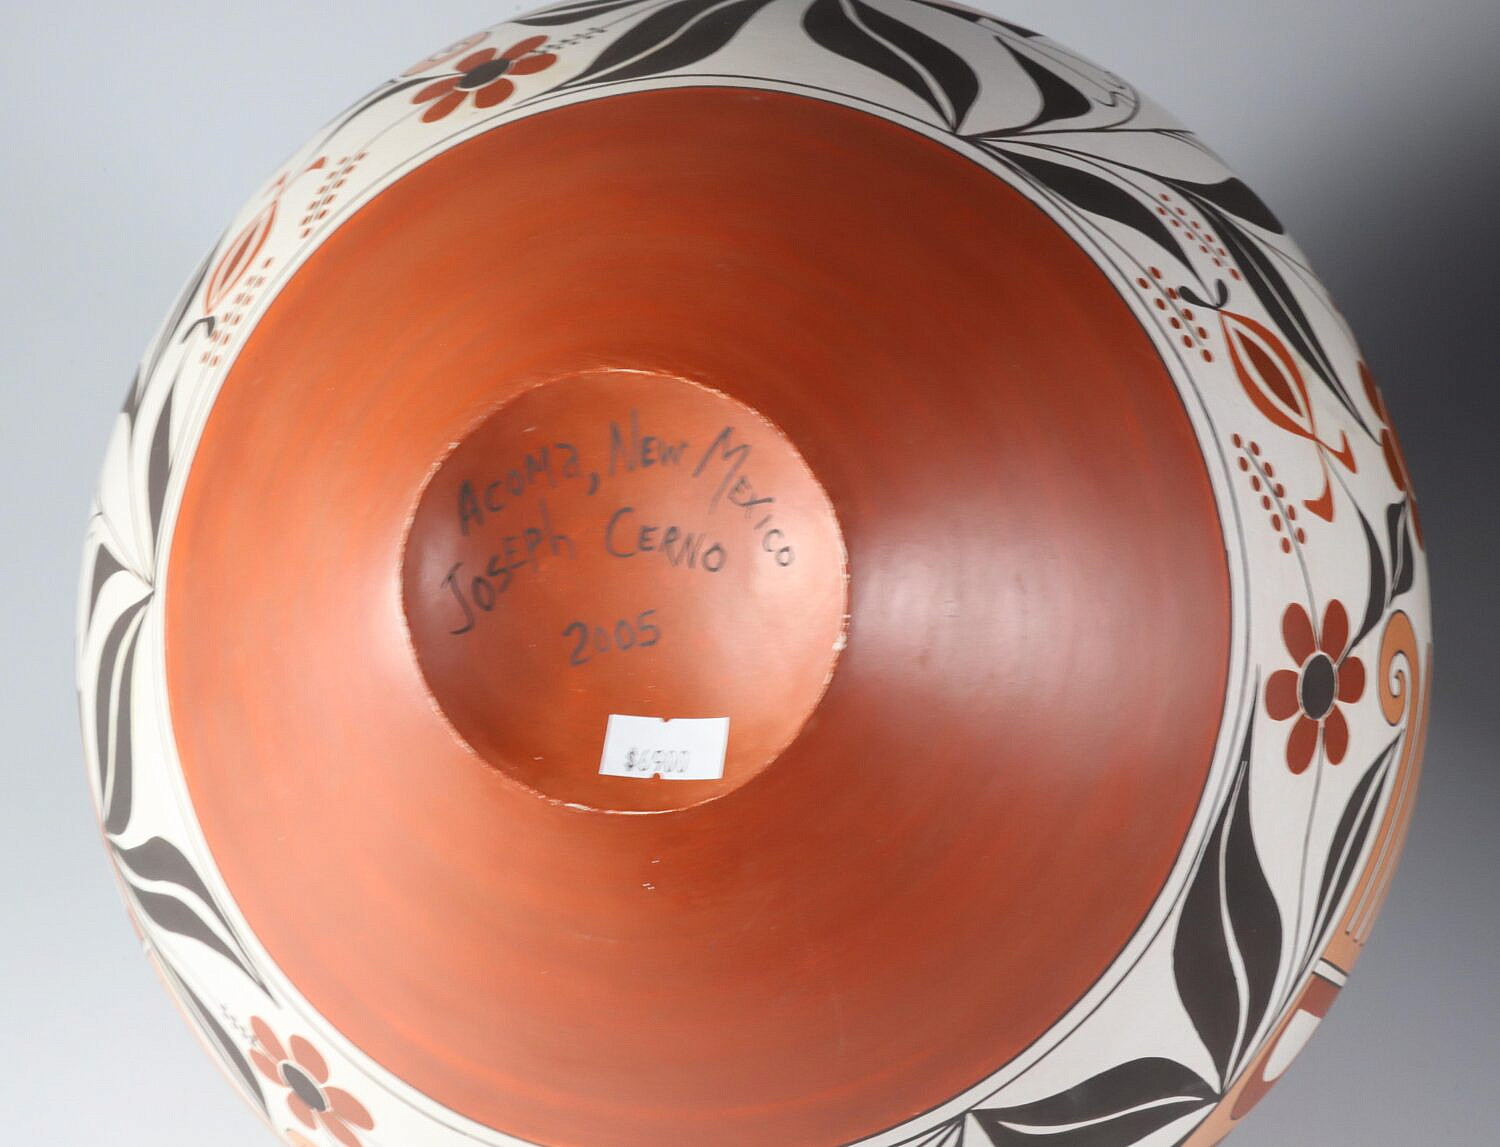 Acoma, New Mexico
Joseph Cerno
2005
$6900